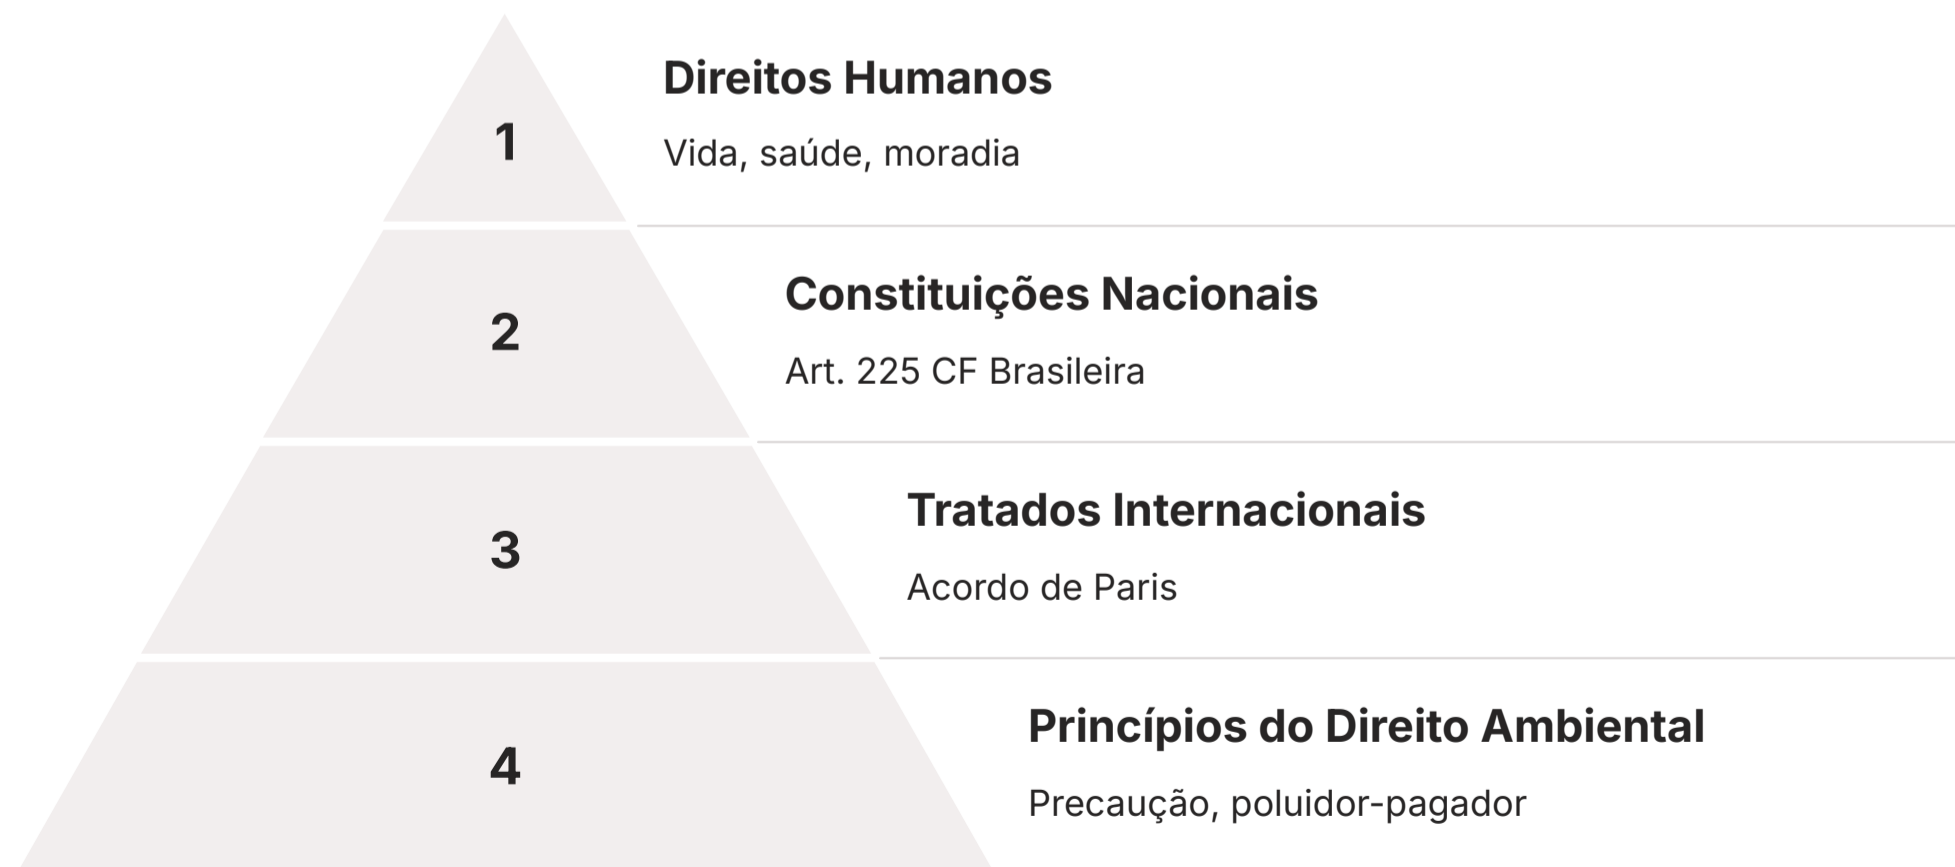 1
Direitos Humanos
Vida, saúde, moradia
2
Constituições Nacionais
Art. 225 CF Brasileira
3
Tratados Internacionais
Acordo de Paris
4
Princípios do Direito Ambiental
Precaução, poluidor-pagador